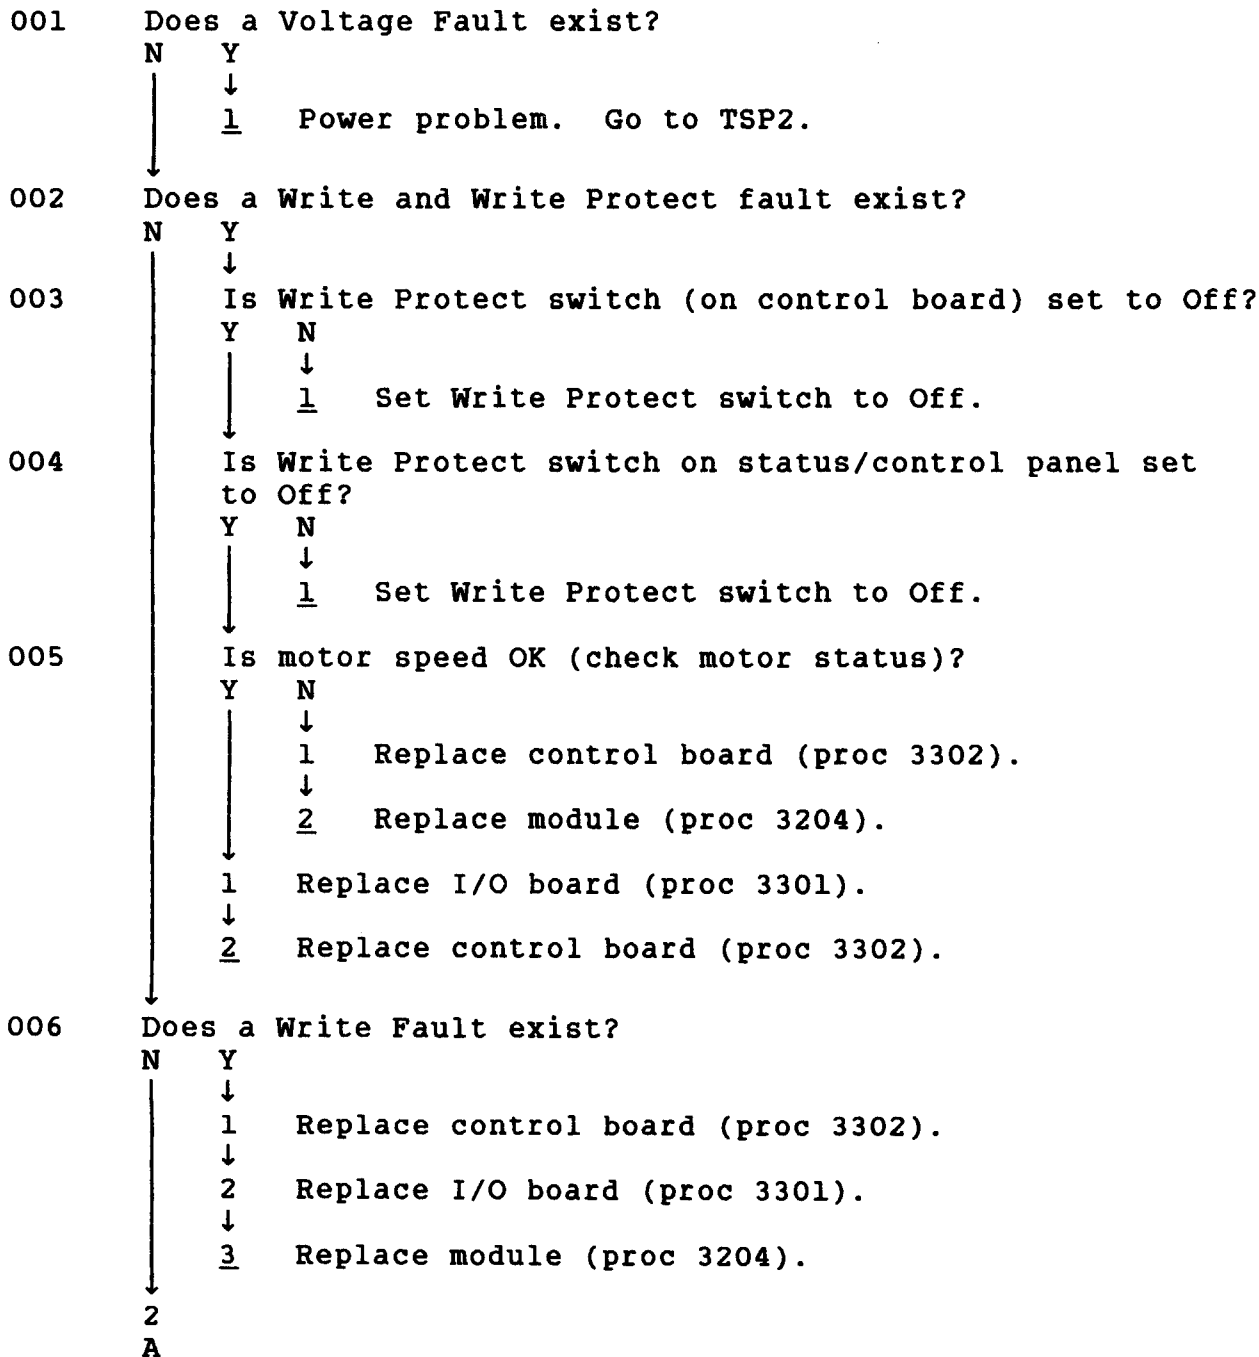 001 Does a Voltage Fault exist?
N Y
↓
1 Power problem. Go to TSP2.
002 Does a Write and Write Protect fault exist?
N Y
↓
003 Is Write Protect switch (on control board) set to Off?
Y N
↓
1 Set Write Protect switch to Off.
004 Is Write Protect switch on status/control panel set
to Off?
Y N
↓
1 Set Write Protect switch to Off.
005 Is motor speed OK (check motor status)?
Y N
↓
1 Replace control board (proc 3302).
↓
2 Replace module (proc 3204).
1 Replace I/O board (proc 3301).
↓
2 Replace control board (proc 3302).
006 Does a Write Fault exist?
N Y
↓
1 Replace control board (proc 3302).
↓
2 Replace I/O board (proc 3301).
↓
3 Replace module (proc 3204).
2
A